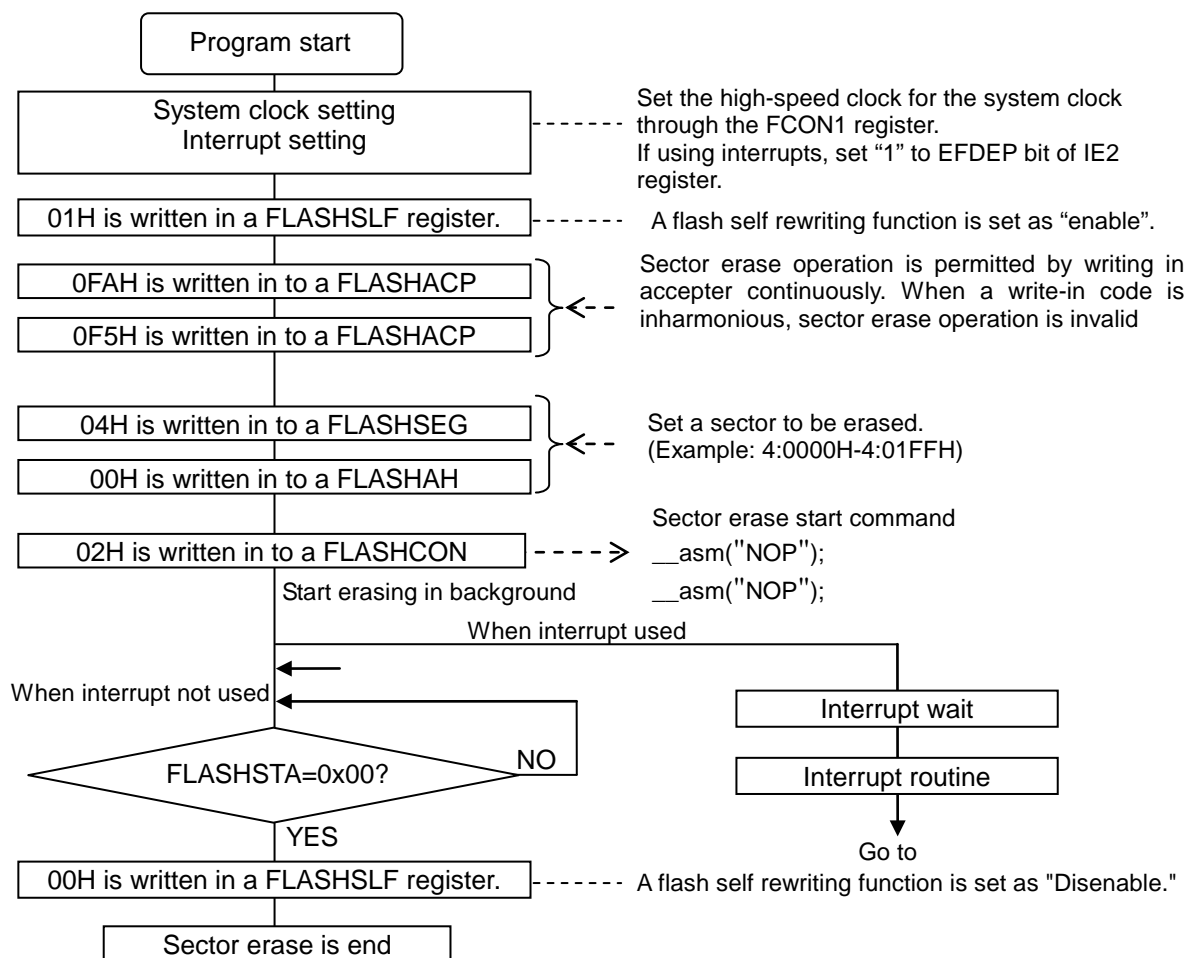 Program start
System clock setting
Interrupt setting
Set the high-speed clock for the system clock
through the FCON1 register.
If using interrupts, set “1” to EFDEP bit of IE2
register.
01H is written in a FLASHSLF register.
A flash self rewriting function is set as “enable”.
0FAH is written in to a FLASHACP
0F5H is written in to a FLASHACP
Sector erase operation is permitted by writing in
accepter continuously. When a write-in code is
inharmonious, sector erase operation is invalid
04H is written in to a FLASHSEG
00H is written in to a FLASHAH
Set a sector to be erased.
(Example: 4:0000H-4:01FFH)
02H is written in to a FLASHCON
Sector erase start command
__asm("NOP");
__asm("NOP");
Start erasing in background
When interrupt used
When interrupt not used
Interrupt wait
FLASHSTA=0x00?
NO
Interrupt routine
YES
Go to
00H is written in a FLASHSLF register.
A flash self rewriting function is set as "Disenable."
Sector erase is end